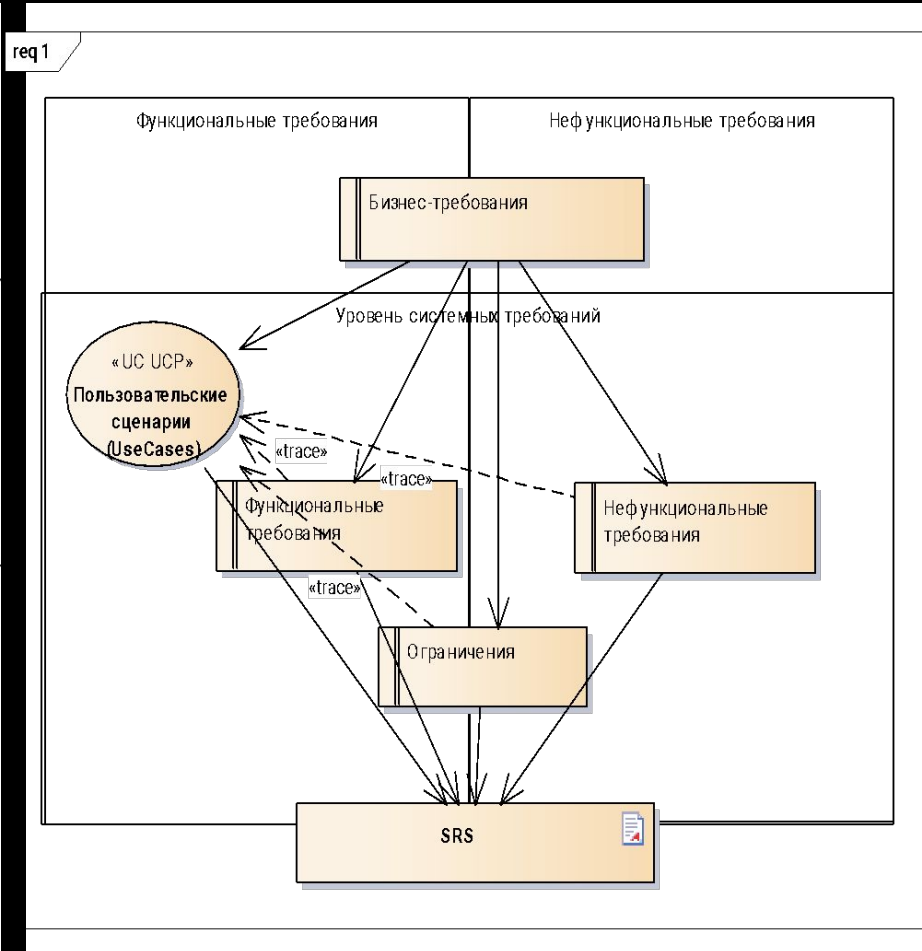 req 1
Функциональные требования
Нефункциональные требования
Бизнес-требования
Уровень системных требований
«UC UCP»
Пользовательские
сценарии
(UseCases)
«trace»
«trace»
Функциональные
требования
Нефункциональные
требования
«trace»
Ограничения
SRS